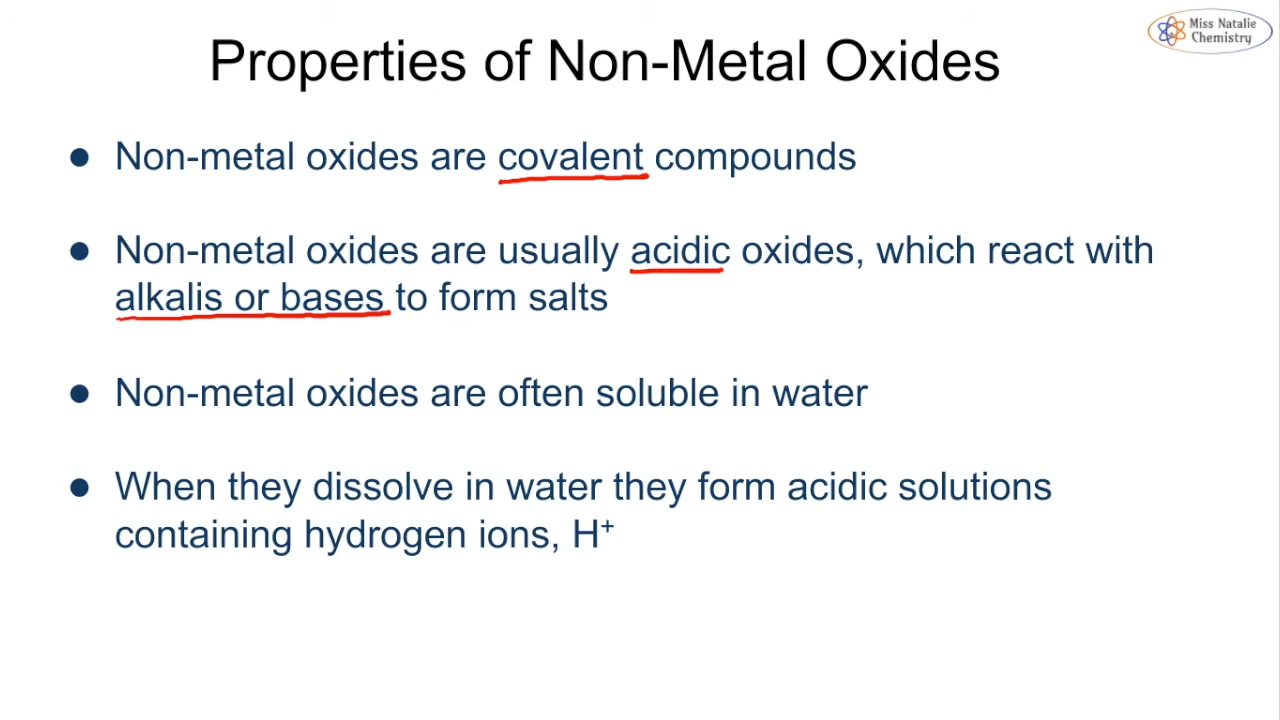 Miss Natalie
Chemistry
Properties of Non-Metal Oxides
● Non-metal oxides are covalent compounds
● Non-metal oxides are usually acidic oxides, which react with
alkalis or bases to form salts
● Non-metal oxides are often soluble in water
● When they dissolve in water they form acidic solutions
containing hydrogen ions, H⁺